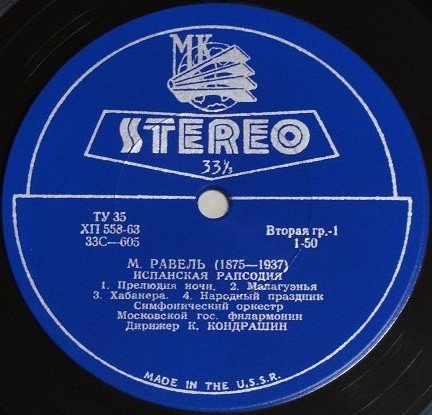 МК
STEREO
33⅓
ТУ 35
ХП 558-63
33С—605
Вторая гр.-1
1-50
М. РАВЕЛЬ (1875—1937)
ИСПАНСКАЯ РАПСОДИЯ
1. Прелюдия ночи. 2. Малагуэнья
3. Хабанера. 4. Народный праздник
Симфонический оркестр
Московской гос. филармонии
Дирижер К. КОНДРАШИН
MADE IN THE U.S.S.R.